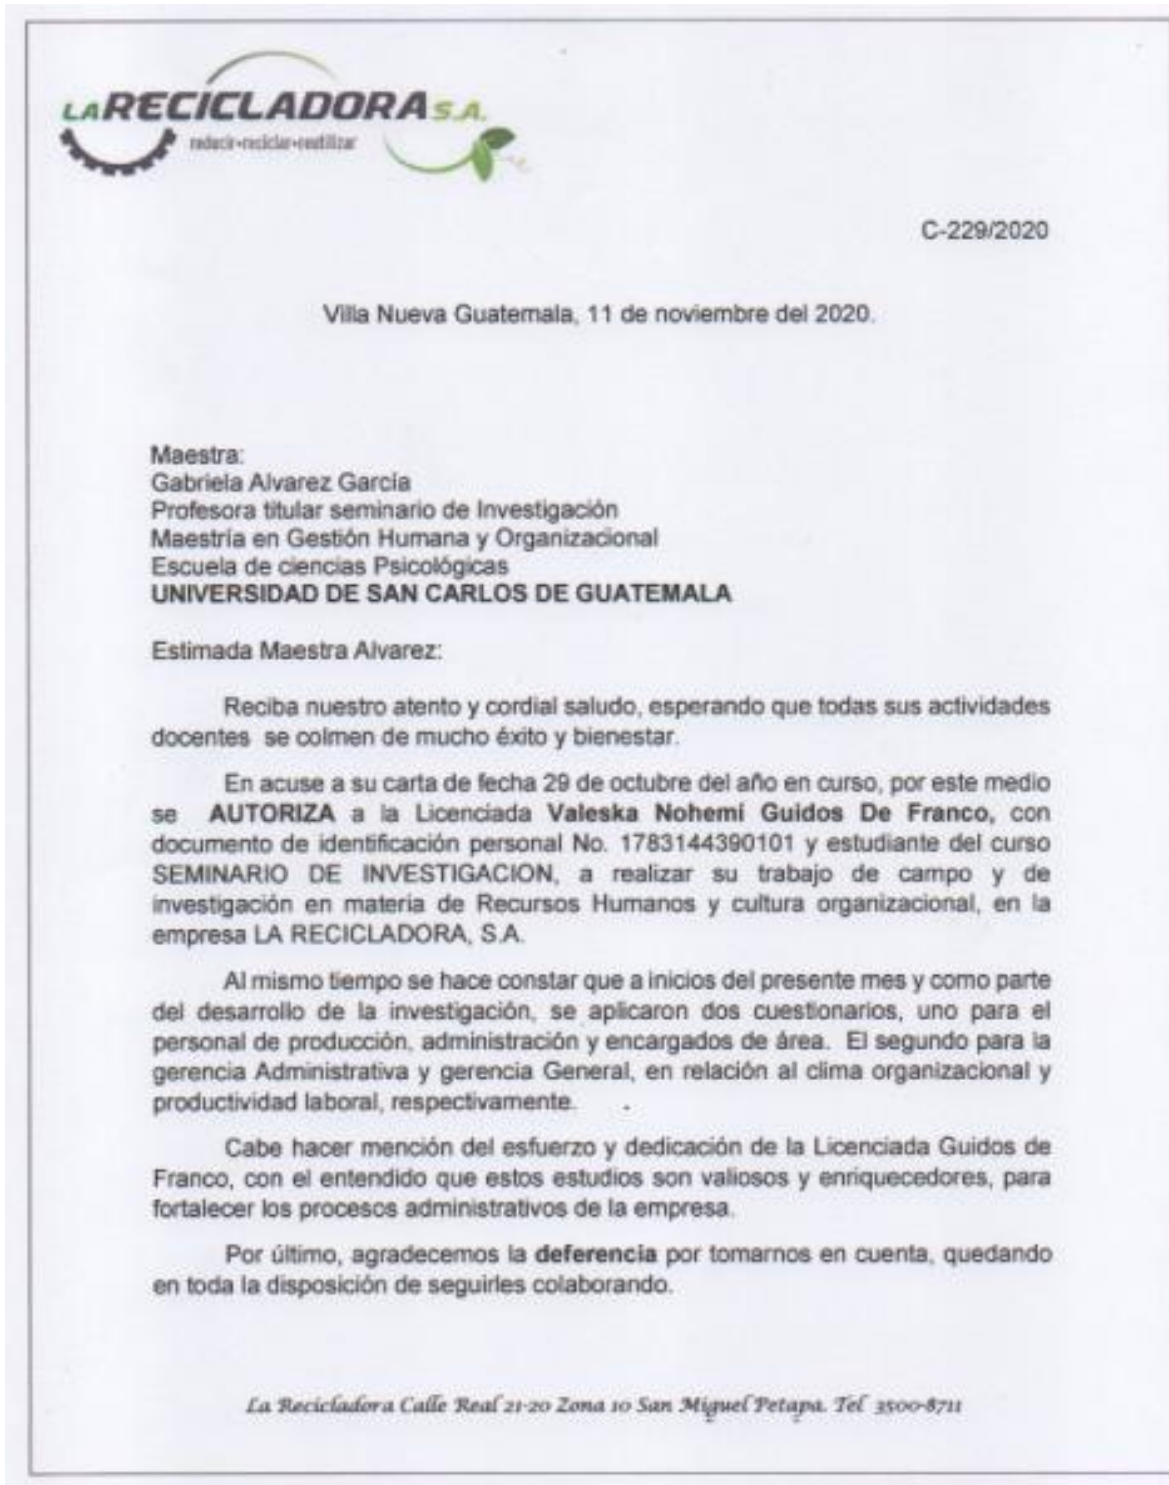 LARECICLADORA S.A.
reducir•reciclar•reutilizar
C-229/2020
Villa Nueva Guatemala, 11 de noviembre del 2020.
Maestra:
Gabriela Alvarez García
Profesora titular seminario de Investigación
Maestría en Gestión Humana y Organizacional
Escuela de ciencias Psicológicas
UNIVERSIDAD DE SAN CARLOS DE GUATEMALA
Estimada Maestra Alvarez:
Reciba nuestro atento y cordial saludo, esperando que todas sus actividades
docentes se colmen de mucho éxito y bienestar.
En acuse a su carta de fecha 29 de octubre del año en curso, por este medio
se AUTORIZA a la Licenciada Valeska Nohemí Guidos De Franco, con
documento de identificación personal No. 1783144390101 y estudiante del curso
SEMINARIO DE INVESTIGACION, a realizar su trabajo de campo y de
investigación en materia de Recursos Humanos y cultura organizacional, en la
empresa LA RECICLADORA, S.A.
Al mismo tiempo se hace constar que a inicios del presente mes y como parte
del desarrollo de la investigación, se aplicaron dos cuestionarios, uno para el
personal de producción, administración y encargados de área. El segundo para la
gerencia Administrativa y gerencia General, en relación al clima organizacional y
productividad laboral, respectivamente.
Cabe hacer mención del esfuerzo y dedicación de la Licenciada Guidos de
Franco, con el entendido que estos estudios son valiosos y enriquecedores, para
fortalecer los procesos administrativos de la empresa.
Por último, agradecemos la deferencia por tomarnos en cuenta, quedando
en toda la disposición de seguirles colaborando.
La Recicladora Calle Real 21-20 Zona 10 San Miguel Petapa. Tel 3500-8711